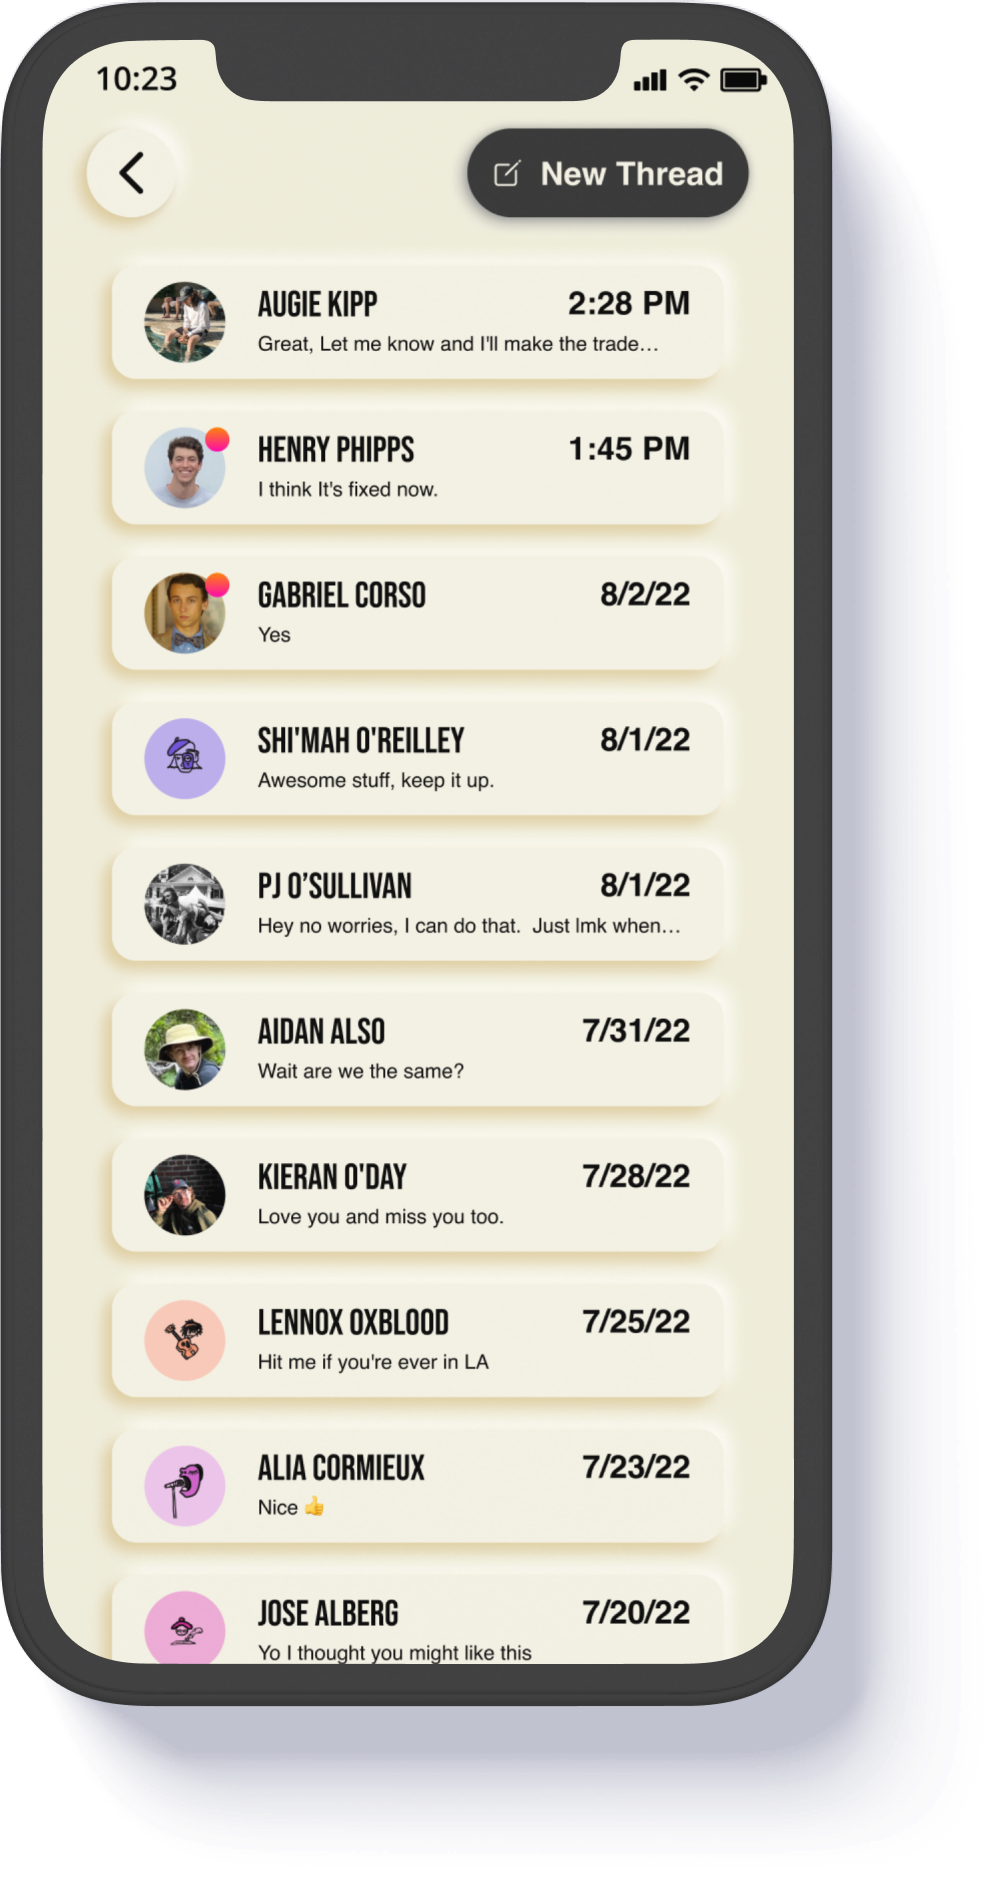 10:23
New Thread
AUGIE KIPP 2:28 PM
Great, Let me know and I'll make the trade...
HENRY PHIPPS 1:45 PM
I think It's fixed now.
GABRIEL CORSO 8/2/22
Yes
SHI'MAH O'REILLEY 8/1/22
Awesome stuff, keep it up.
PJ O’SULLIVAN 8/1/22
Hey no worries, I can do that.  Just lmk when...
AIDAN ALSO 7/31/22
Wait are we the same?
KIERAN O'DAY 7/28/22
Love you and miss you too.
LENNOX OXBLOOD 7/25/22
Hit me if you're ever in LA
ALIA CORMIEUX 7/23/22
Nice 👍
JOSE ALBERG 7/20/22
Yo I thought you might like this